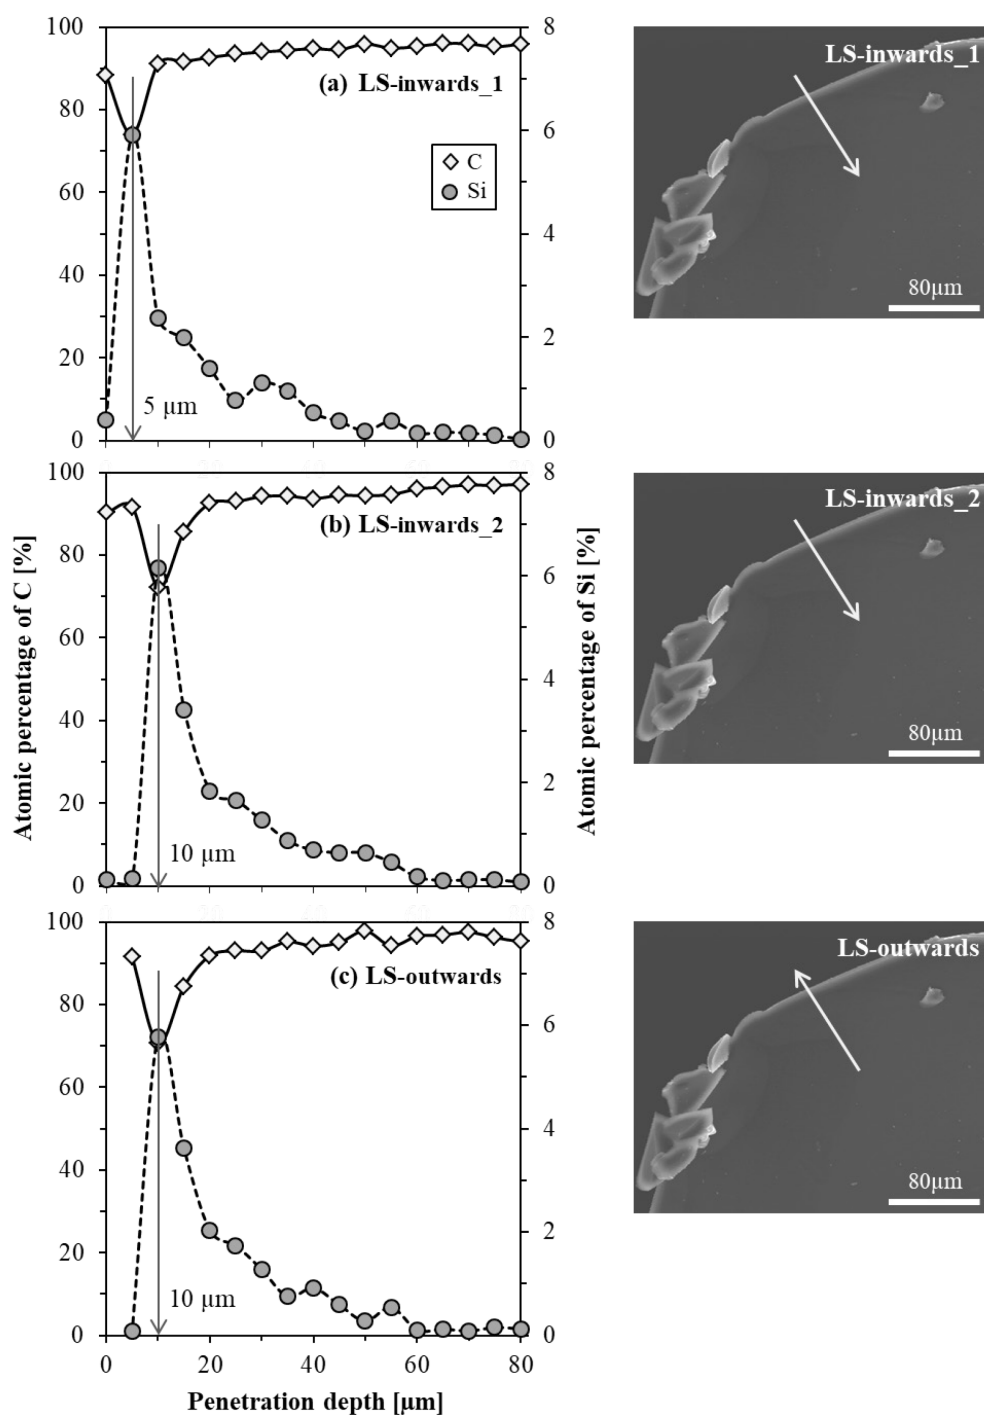 100
80
60
40
20
0
8
6
4
2
0
(a) LS-inwards_1
C
Si
5 µm
LS-inwards_1
80µm
100
80
60
40
20
0
8
6
4
2
0
(b) LS-inwards_2
10 µm
LS-inwards_2
80µm
Atomic percentage of C [%]
Atomic percentage of Si [%]
100
80
60
40
20
0
8
6
4
2
0
(c) LS-outwards
10 µm
0 20 40 60 80
Penetration depth [µm]
LS-outwards
80µm